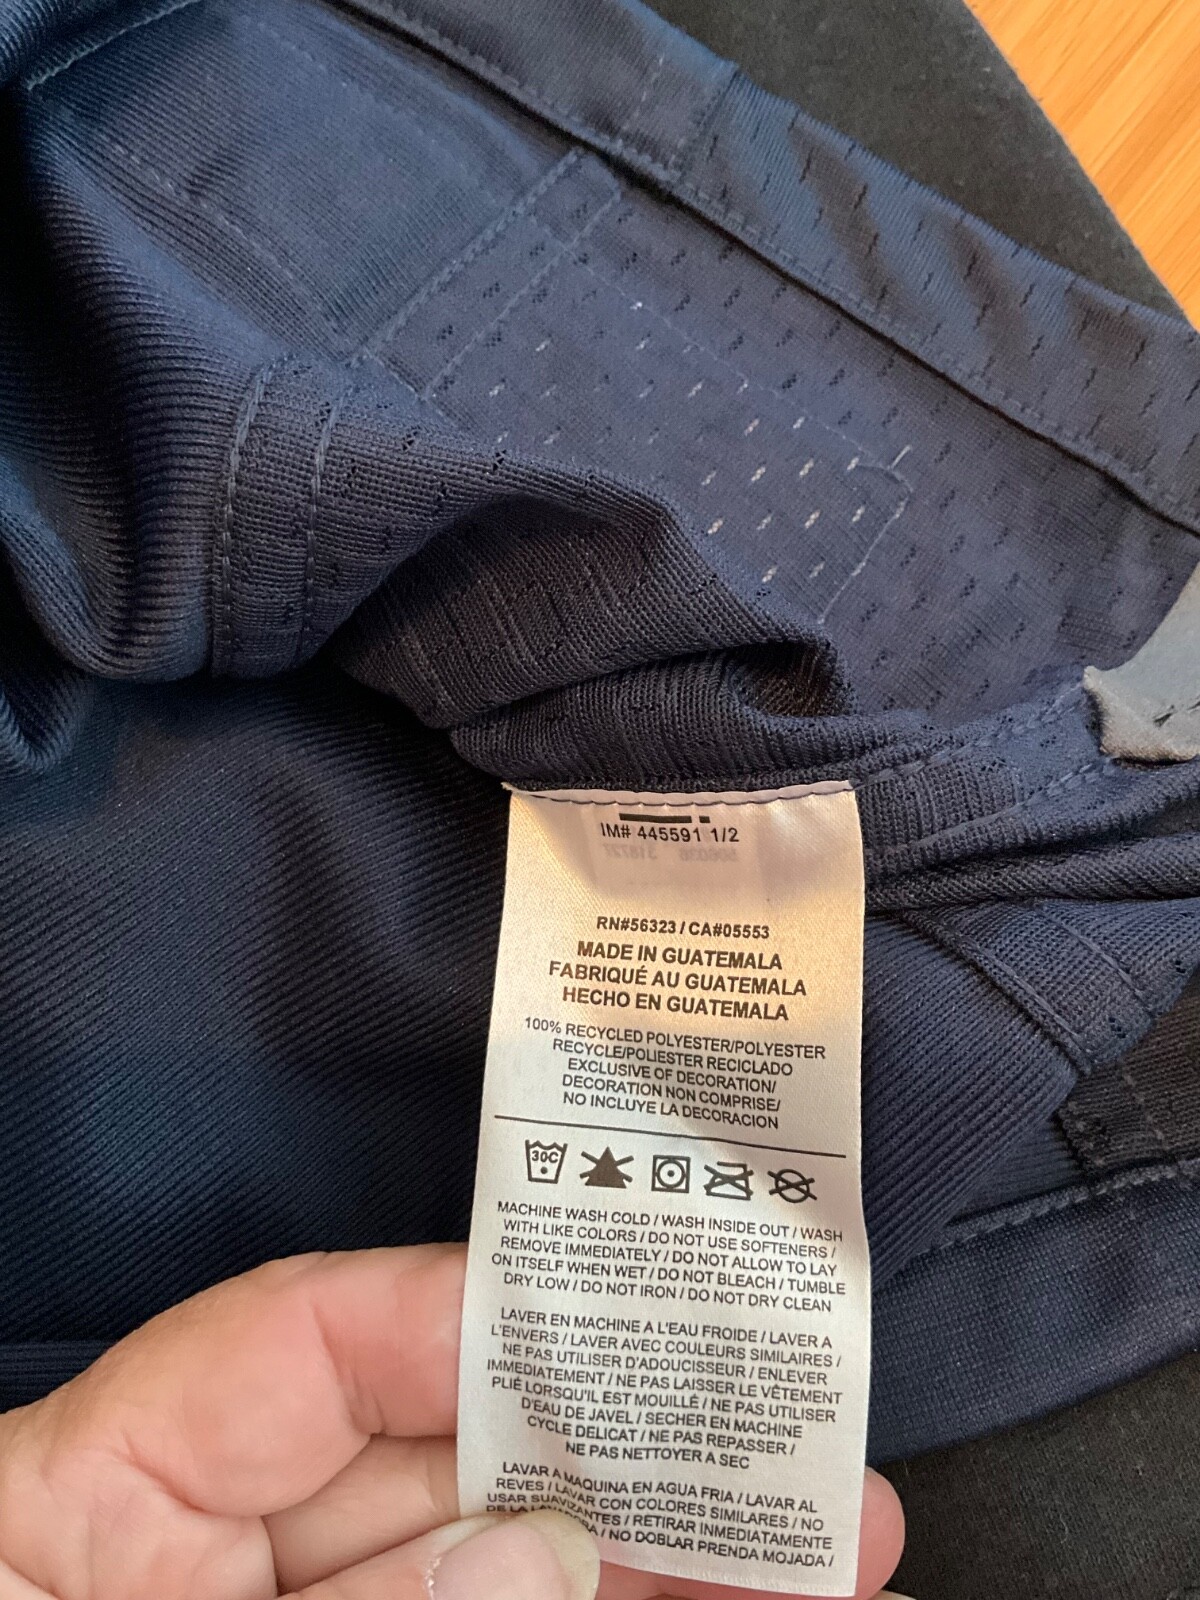 IM# 445591 1/2
RN#56323 / CA#05553
MADE IN GUATEMALA
FABRIQUÉ AU GUATEMALA
HECHO EN GUATEMALA
100% RECYCLED POLYESTER/POLYESTER
RECYCLE/POLIESTER RECICLADO
EXCLUSIVE OF DECORATION/
DECORATION NON COMPRISE/
NO INCLUYE LA DECORACION
30C
MACHINE WASH COLD / WASH INSIDE OUT / WASH
WITH LIKE COLORS / DO NOT USE SOFTENERS /
REMOVE IMMEDIATELY / DO NOT ALLOW TO LAY
ON ITSELF WHEN WET / DO NOT BLEACH / TUMBLE
DRY LOW / DO NOT IRON / DO NOT DRY CLEAN
LAVER EN MACHINE A L'EAU FROIDE / LAVER A
L'ENVERS / LAVER AVEC COULEURS SIMILAIRES /
NE PAS UTILISER D'ADOUCISSEUR / ENLEVER
IMMEDIATEMENT / NE PAS LAISSER LE VÊTEMENT
PLIÉ LORSQU'IL EST MOUILLÉ / NE PAS UTILISER
D'EAU DE JAVEL / SECHER EN MACHINE
CYCLE DELICAT / NE PAS REPASSER /
NE PAS NETTOYER A SEC
LAVAR A MAQUINA EN AGUA FRIA / LAVAR AL
REVES / LAVAR CON COLORES SIMILARES / NO
USAR SUAVIZANTES / RETIRAR INMEDIATAMENTE
DE LA / NO DOBLAR PRENDA MOJADA /